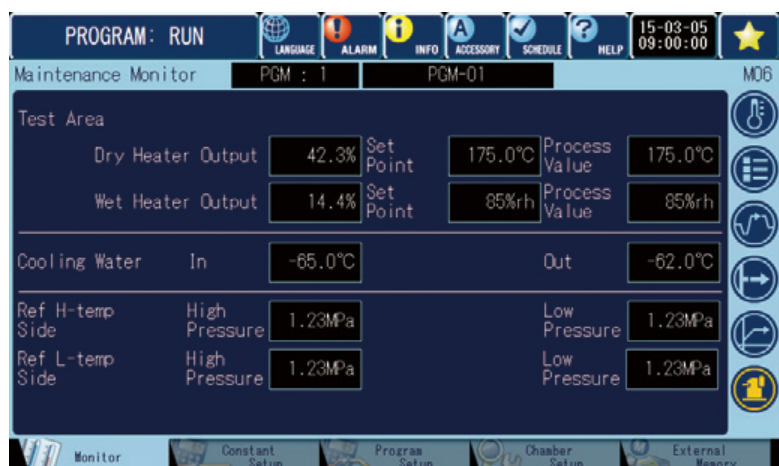 PROGRAM: RUN
LANGUAGE
ALARM
INFO
ACCESSORY
SCHEDULE
HELP
15-03-05
09:00:00
Maintenance Monitor
PGM : 1
PGM-01
M06
Test Area
Dry Heater Output 42.3% Set Point 175.0°C Process Value 175.0°C
Wet Heater Output 14.4% Set Point 85%rh Process Value 85%rh
Cooling Water In -65.0°C Out -62.0°C
Ref H-temp Side High Pressure 1.23MPa Low Pressure 1.23MPa
Ref L-temp Side High Pressure 1.23MPa Low Pressure 1.23MPa
Monitor
Constant Setup
Program Setup
Chamber Setup
External Memory